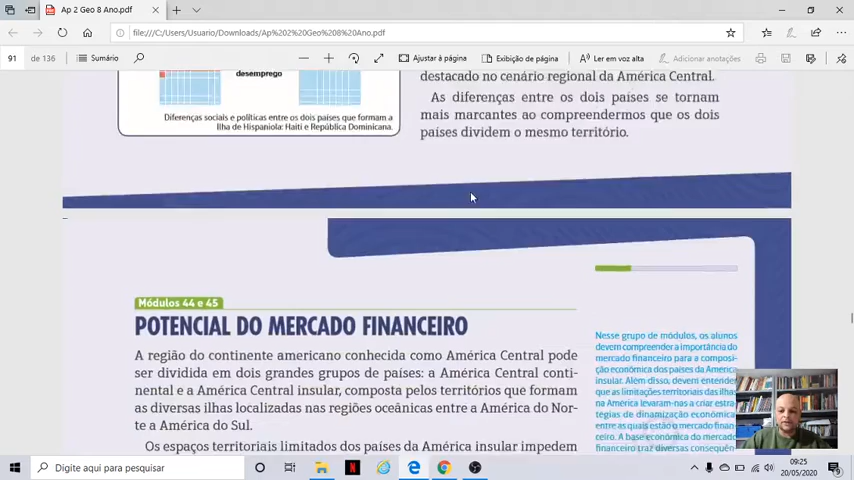 Ap 2 Geo 8 Ano.pdf
file:///C:/Users/Usuario/Downloads/Ap%202%20Geo%208%20Ano.pdf
91 de 136 Sumário Ajustar à página Exibição de página Ler em voz alta Adicionar anotações
desemprego
Diferenças sociais e políticas entre os dois países que formam a
Ilha de Hispaniola: Haiti e República Dominicana.
destacado no cenário regional da América Central.
As diferenças entre os dois países se tornam
mais marcantes ao compreendermos que os dois
países dividem o mesmo território.
Módulos 44 e 45
POTENCIAL DO MERCADO FINANCEIRO
A região do continente americano conhecida como América Central pode
ser dividida em dois grandes grupos de países: a América Central conti-
nental e a América Central insular, composta pelos territórios que formam
as diversas ilhas localizadas nas regiões oceânicas entre a América do Nor-
te e América do Sul.
Os espaços territoriais limitados dos países da América insular impedem
Nesse grupo de módulos, os alunos
devem compreender a importância do
mercado financeiro para a composi-
ção econômica dos países da América
insular. Além disso, devem entender
que as limitações territoriais das ilhas
na América levaram-nas a criar estra-
tégias de dinamização econômica
entre as quais estão o mercado finan-
ceiro. A base econômica do mercado
financeiro traz diversas consequên-
Digite aqui para pesquisar
09:25
20/05/2020